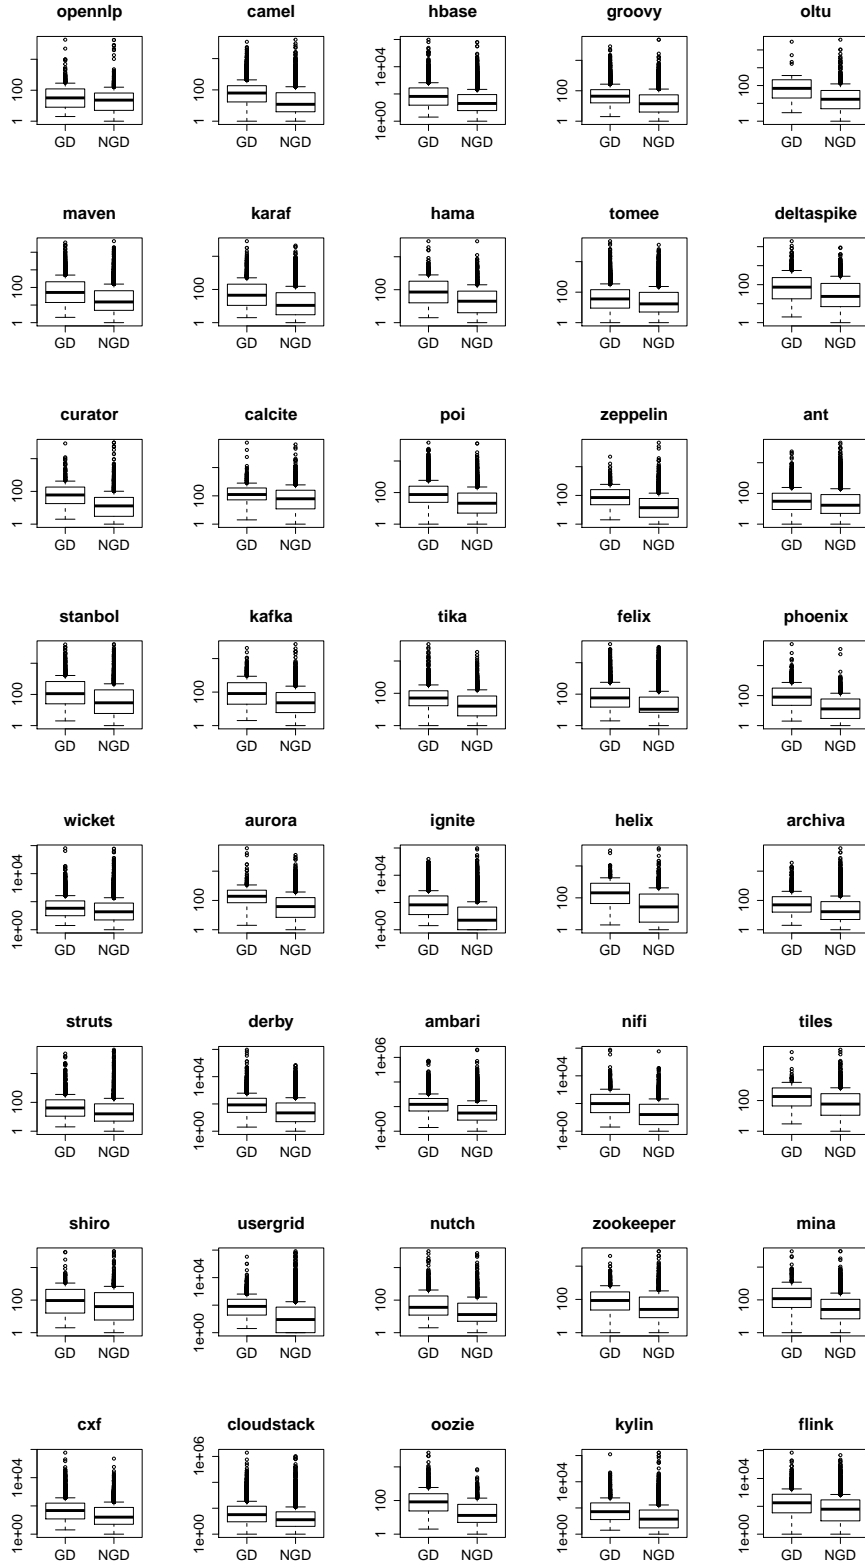 opennlp camel hbase groovy oltu
100 100 1e+04 100 100
1 1 1e+00 1 1
GD NGD GD NGD GD NGD GD NGD GD NGD
maven karaf hama tomee deltaspike
100 100 100 100 100
1 1 1 1 1
GD NGD GD NGD GD NGD GD NGD GD NGD
curator calcite poi zeppelin ant
100 100 100 100 100
1 1 1 1 1
GD NGD GD NGD GD NGD GD NGD GD NGD
stanbol kafka tika felix phoenix
100 100 100 100 100
1 1 1 1 1
GD NGD GD NGD GD NGD GD NGD GD NGD
wicket aurora ignite helix archiva
1e+04 100 1e+04 100 100
1e+00 1 1e+00 1 1
GD NGD GD NGD GD NGD GD NGD GD NGD
struts derby ambari nifi tiles
100 1e+04 1e+06 1e+04 100
1 1e+00 1e+00 1e+00 1
GD NGD GD NGD GD NGD GD NGD GD NGD
shiro usergrid nutch zookeeper mina
100 1e+04 100 100 100
1 1e+00 1 1 1
GD NGD GD NGD GD NGD GD NGD GD NGD
cxf cloudstack oozie kylin flink
1e+04 1e+06 100 1e+04 1e+04
1e+00 1e+00 1 1e+00 1e+00
GD NGD GD NGD GD NGD GD NGD GD NGD